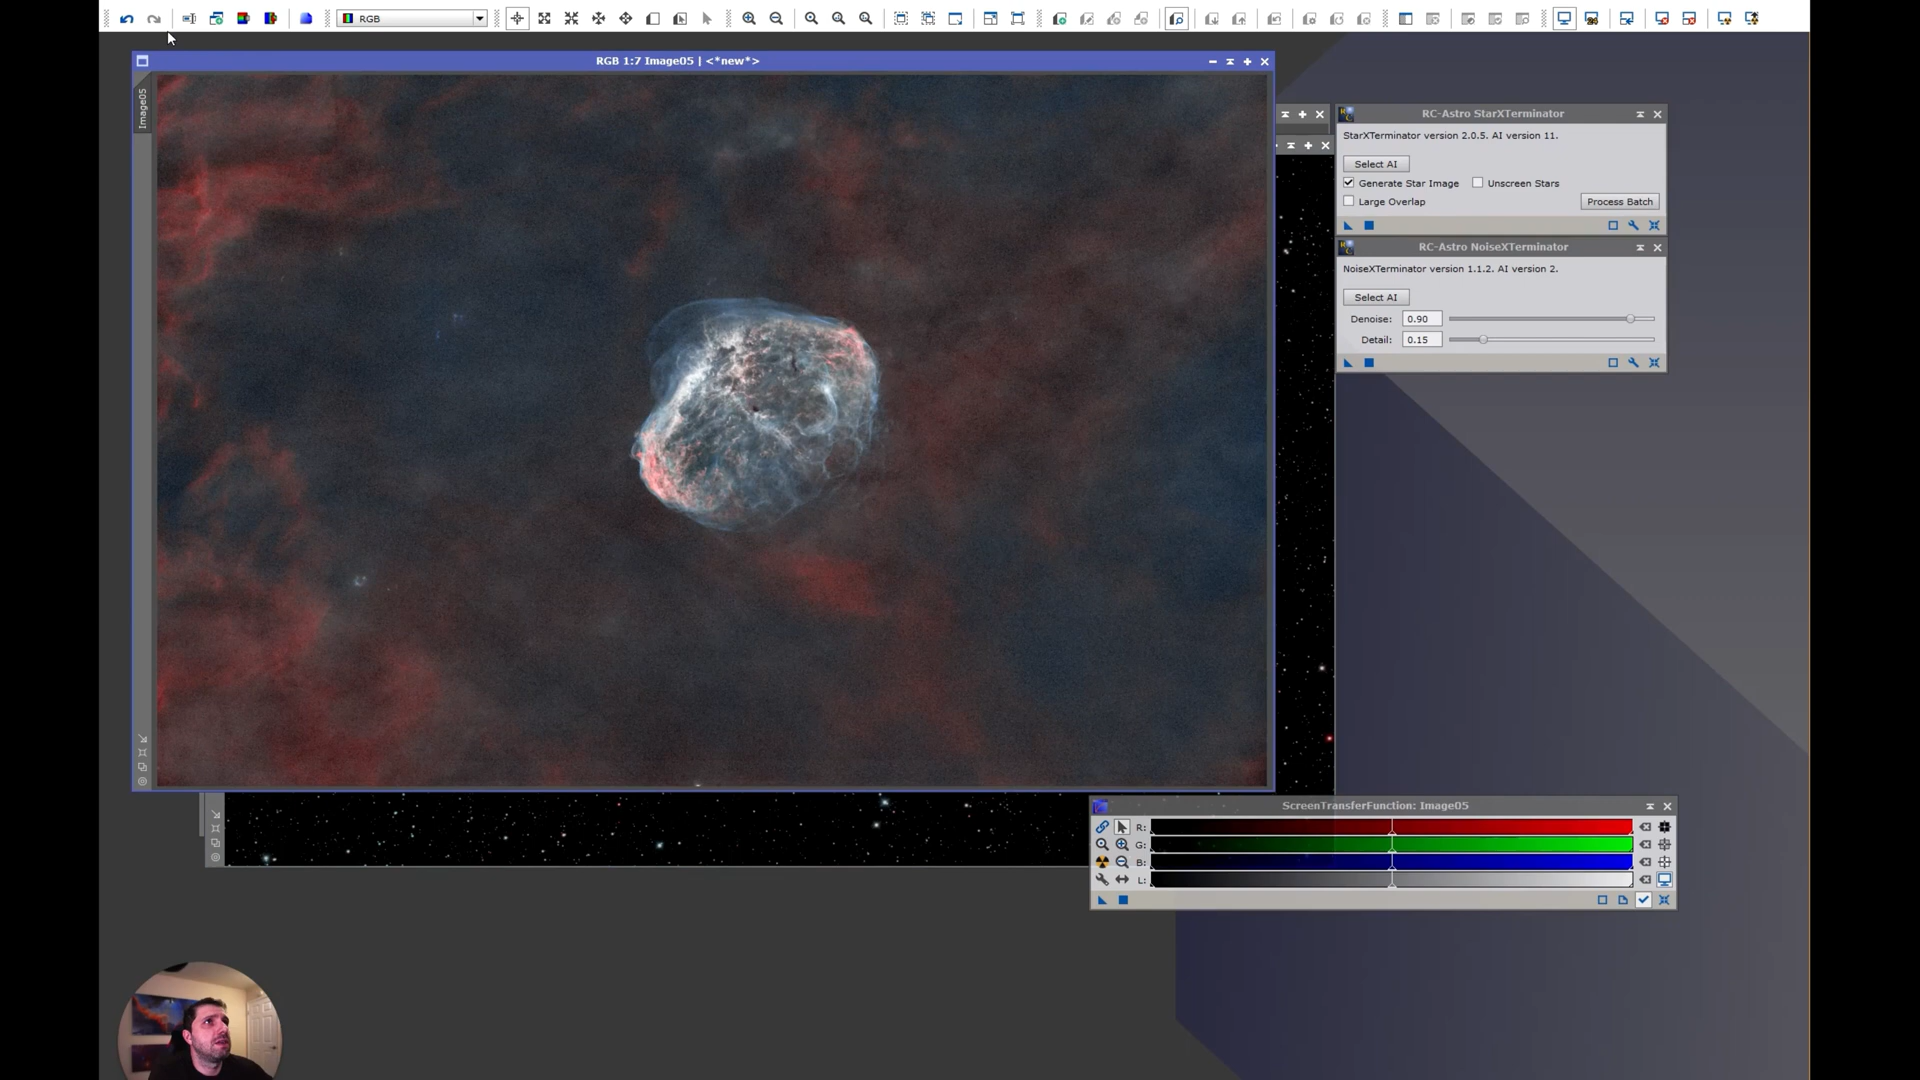 RGB
RGB 1:7 Image05 | <*new*>
Image05
RC-Astro StarXTerminator
StarXTerminator version 2.0.5. AI version 11.
Select AI
Generate Star Image
Unscreen Stars
Large Overlap
Process Batch
RC-Astro NoiseXTerminator
NoiseXTerminator version 1.1.2. AI version 2.
Select AI
Denoise: 0.90
Detail: 0.15
ScreenTransferFunction: Image05
R:
G:
B:
L: